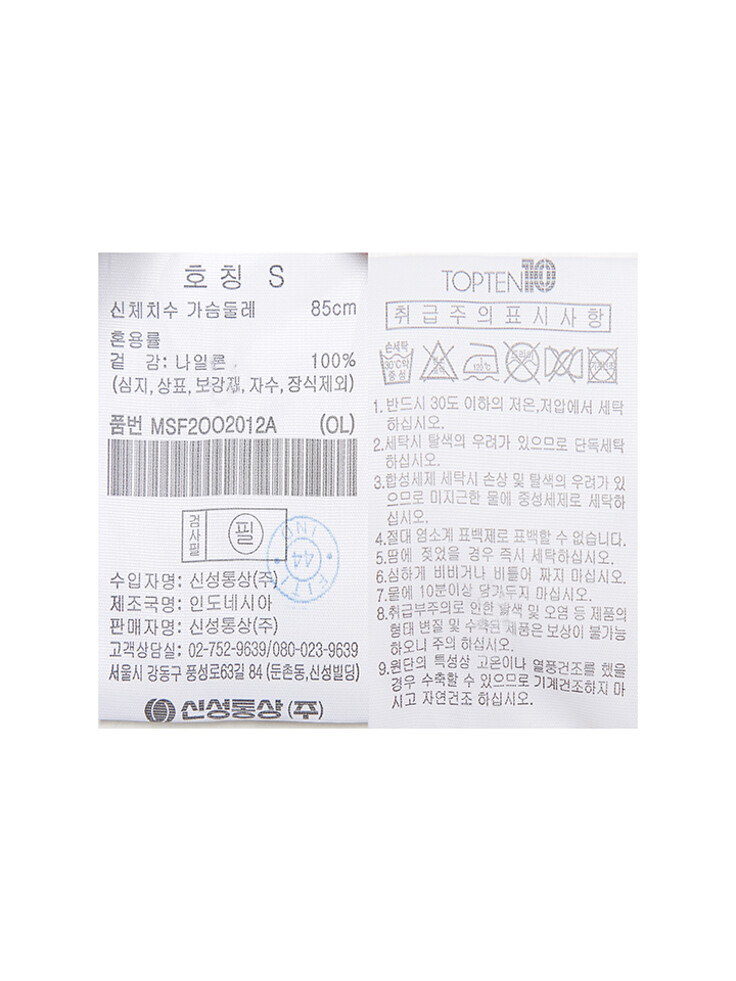 호칭 S
신체치수 가슴둘레 85cm
혼용률
겉 감: 나일론 100%
(심지, 상표, 보강재, 자수, 장식제외)
품번 MSF2OO2012A (OL)
검사필 필
FITI 44 IND
수입자명: 신성통상(주)
제조국명: 인도네시아
판매자명: 신성통상(주)
고객상담실: 02-752-9639/080-023-9639
서울시 강동구 풍성로63길 84 (둔촌동,신성빌딩)
신성통상(주)
TOPTEN10
취급주의표시사항
손세탁
30℃약
중성
120℃
드라이
1. 반드시 30도 이하의 저온,저압에서 세탁
하십시오.
2.세탁시 탈색의 우려가 있으므로 단독세탁
하십시오.
3.합성세제 세탁시 손상 및 탈색의 우려가 있
으므로 미지근한 물에 중성세제로 세탁하
십시오.
4.절대 염소계 표백제로 표백할 수 없습니다.
5.땀에 젖었을 경우 즉시 세탁하십시오.
6.심하게 비비거나 비틀어 짜지 마십시오.
7.물에 10분이상 담가두지 마십시오.
8.취급부주의로 인한 탈색 및 오염 등 제품의
형태 변질 및 수축된 제품은 보상이 불가능
하오니 주의 하십시오.
9.원단의 특성상 고온이나 열풍건조를 했을
경우 수축할 수 있으므로 기계건조하지 마
시고 자연건조 하십시오.